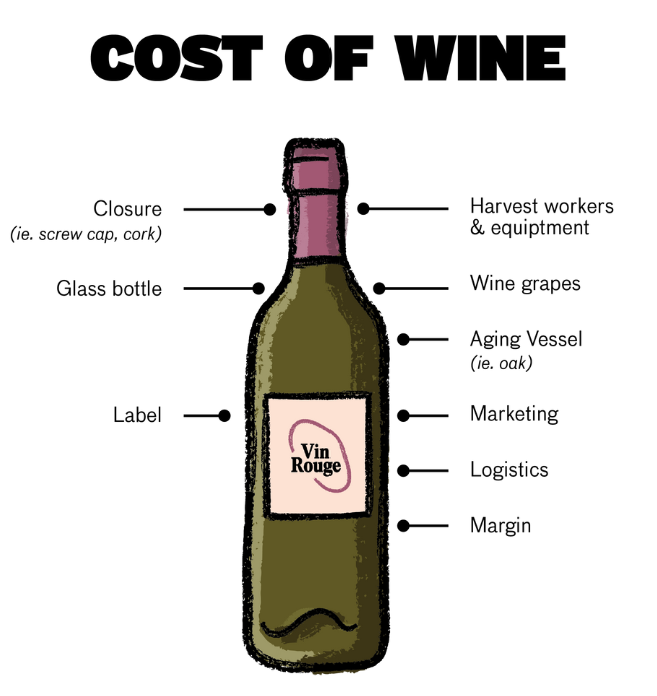 COST OF WINE
Closure
(ie. screw cap, cork)
Glass bottle
Label
Harvest workers
& equiptment
Wine grapes
Aging Vessel
(ie. oak)
Marketing
Logistics
Margin
Vin
Rouge